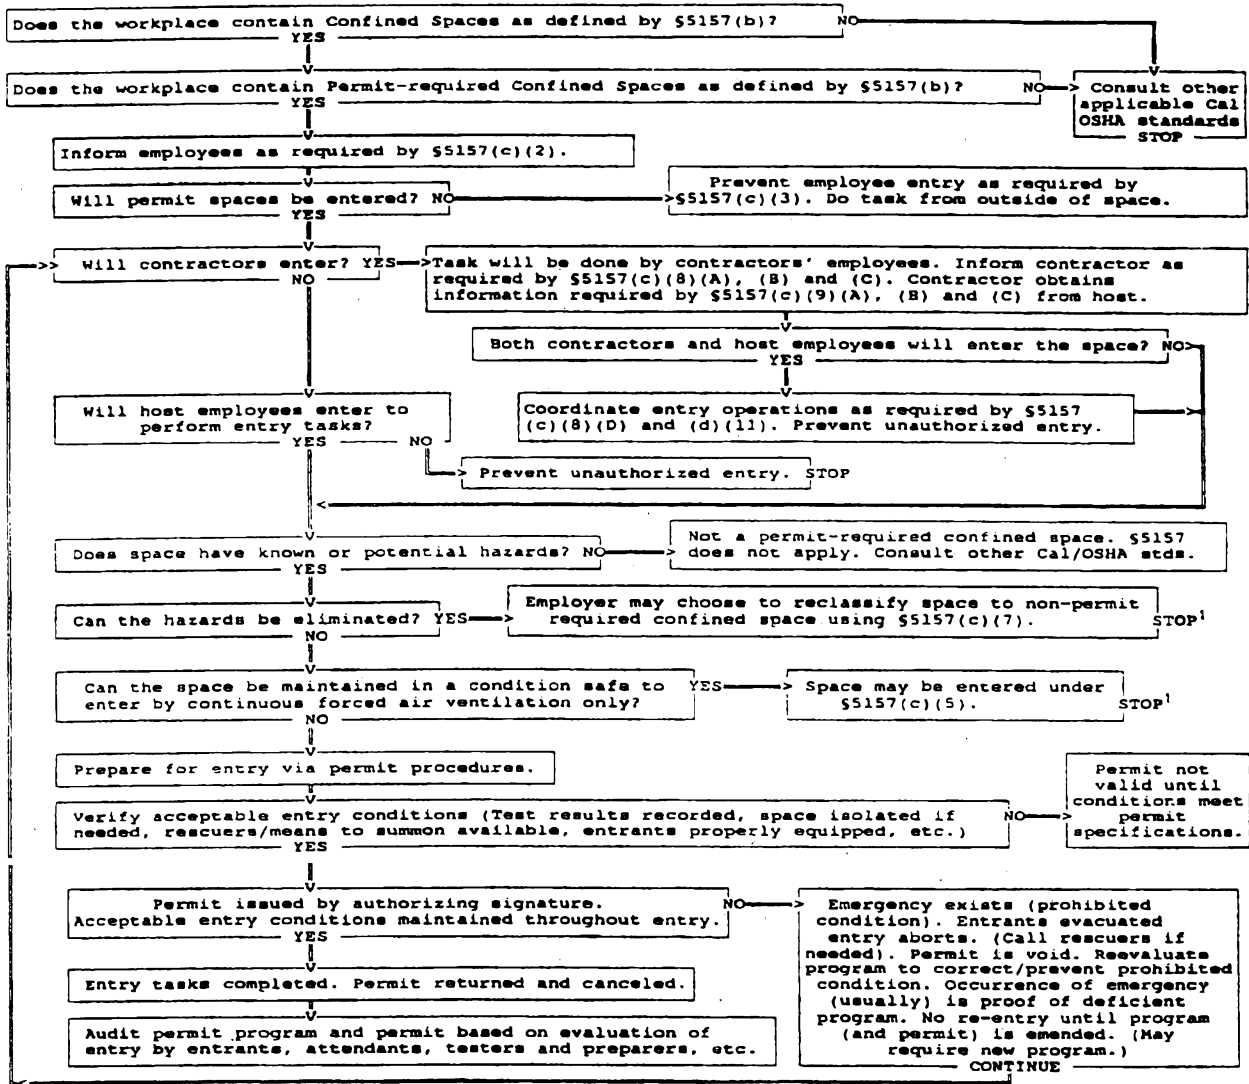 Does the workplace contain Confined Spaces as defined by §5157(b)? NO
YES
Does the workplace contain Permit-required Confined Spaces as defined by §5157(b)? NO
YES
Consult other
applicable Cal
OSHA standards
STOP
Inform employees as required by §5157(c)(2).
Will permit spaces be entered? NO
YES
Prevent employee entry as required by
§5157(c)(3). Do task from outside of space.
Will contractors enter? YES
NO
Task will be done by contractors' employees. Inform contractor as
required by §5157(c)(8)(A), (B) and (C). Contractor obtains
information required by §5157(c)(9)(A), (B) and (C) from host.
Both contractors and host employees will enter the space? NO
YES
Will host employees enter to
perform entry tasks?
YES NO
Coordinate entry operations as required by §5157
(c)(8)(D) and (d)(11). Prevent unauthorized entry.
Prevent unauthorized entry. STOP
Does space have known or potential hazards? NO
YES
Not a permit-required confined space. §5157
does not apply. Consult other Cal/OSHA stds.
Can the hazards be eliminated? YES
NO
Employer may choose to reclassify space to non-permit
required confined space using §5157(c)(7).
STOP¹
Can the space be maintained in a condition safe to
enter by continuous forced air ventilation only?
YES
NO
Space may be entered under
§5157(c)(5).
STOP¹
Prepare for entry via permit procedures.
Verify acceptable entry conditions (Test results recorded, space isolated if
needed, rescuers/means to summon available, entrants properly equipped, etc.)
NO
YES
Permit not
valid until
conditions meet
permit
specifications.
Permit issued by authorizing signature.
Acceptable entry conditions maintained throughout entry.
NO
YES
Emergency exists (prohibited
condition). Entrants evacuated
entry aborts. (Call rescuers if
needed). Permit is void. Reevaluate
program to correct/prevent prohibited
condition. Occurrence of emergency
(usually) is proof of deficient
program. No re-entry until program
(and permit) is emended. (May
require new program.)
CONTINUE
Entry tasks completed. Permit returned and canceled.
Audit permit program and permit based on evaluation of
entry by entrants, attendants, testers and preparers, etc.